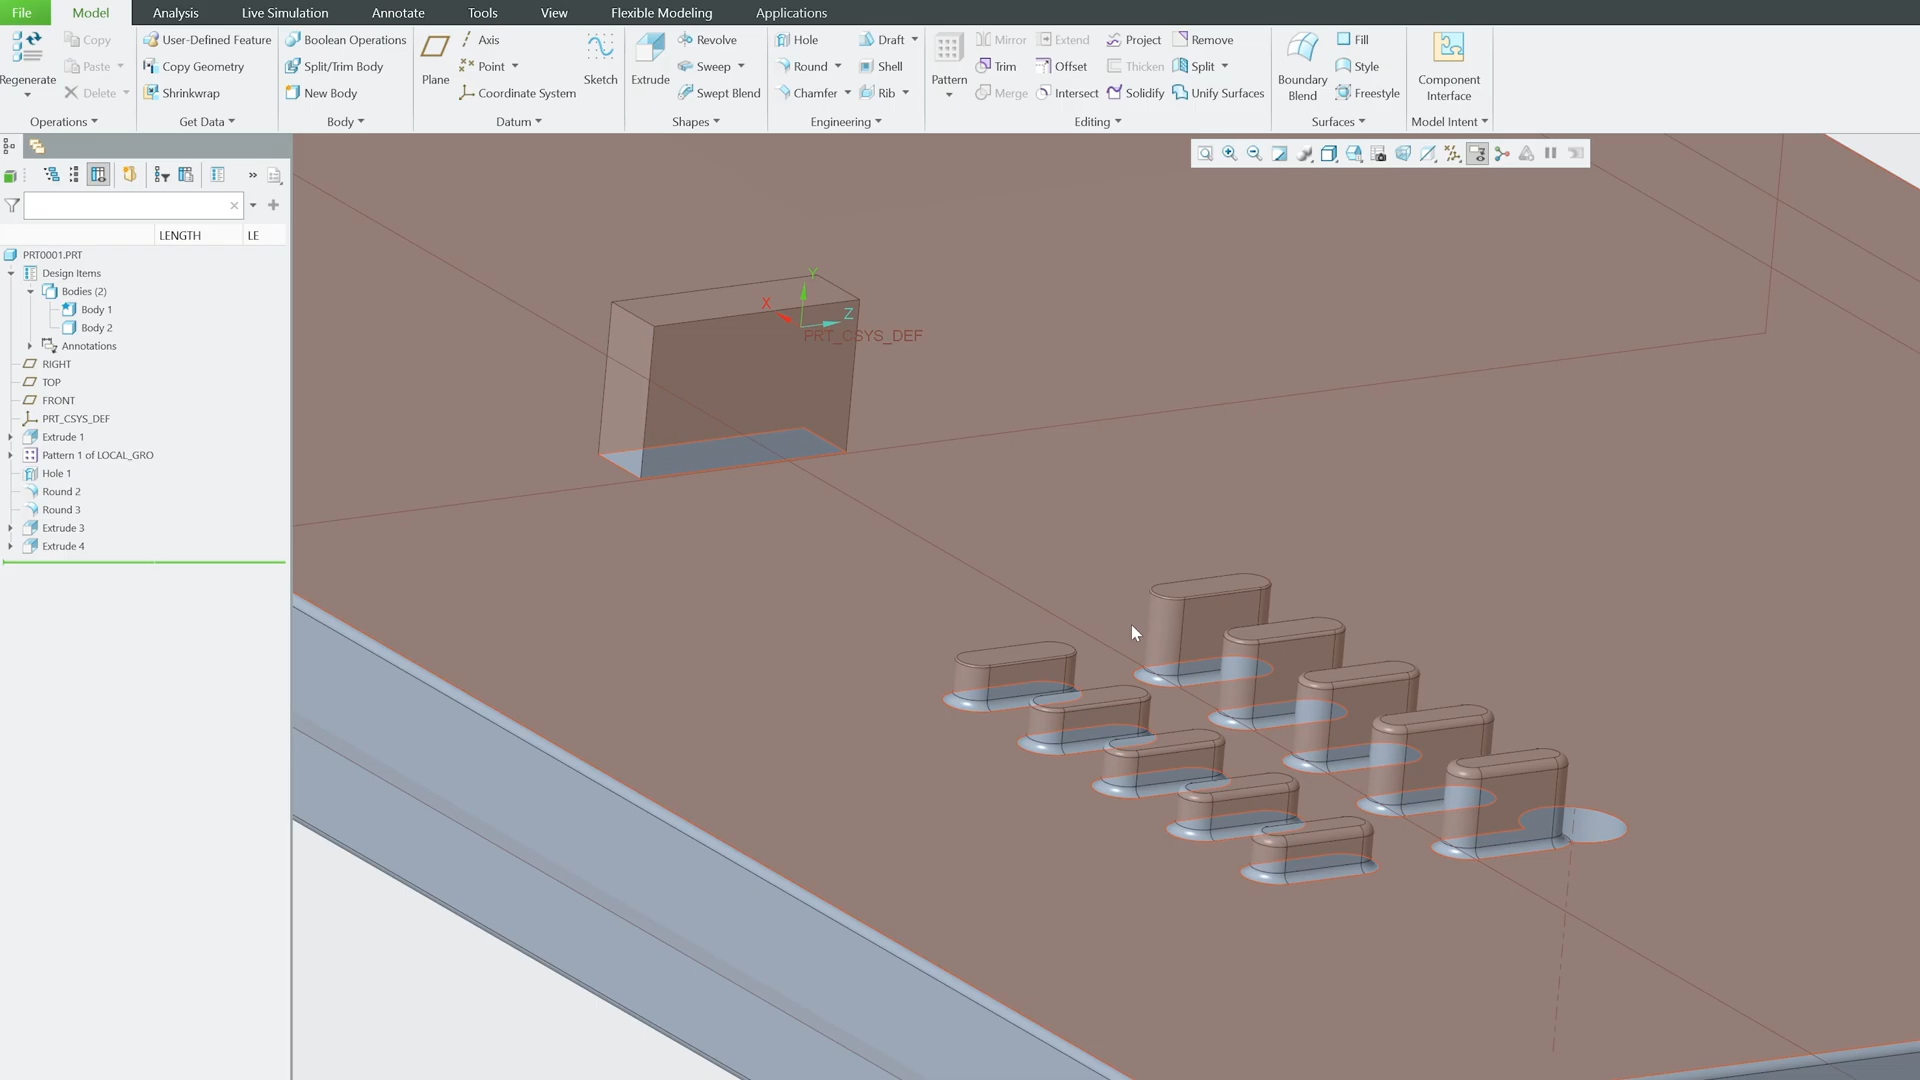 File Model Analysis Live Simulation Annotate Tools View Flexible Modeling Applications
Regenerate
Copy
Paste
Delete
Operations
User-Defined Feature
Copy Geometry
Shrinkwrap
Get Data
Boolean Operations
Split/Trim Body
New Body
Body
Plane
Axis
Point
Coordinate System
Sketch
Datum
Extrude
Revolve
Sweep
Swept Blend
Shapes
Hole
Round
Chamfer
Draft
Shell
Rib
Engineering
Pattern
Mirror
Trim
Merge
Extend
Offset
Intersect
Project
Thicken
Solidify
Remove
Split
Unify Surfaces
Editing
Boundary
Blend
Fill
Style
Freestyle
Surfaces
Component
Interface
Model Intent
LENGTH LE
PRT0001.PRT
Design Items
Bodies (2)
Body 1
Body 2
Annotations
RIGHT
TOP
FRONT
PRT_CSYS_DEF
Extrude 1
Pattern 1 of LOCAL_GRO
Hole 1
Round 2
Round 3
Extrude 3
Extrude 4
Y
X
Z
PRT_CSYS_DEF